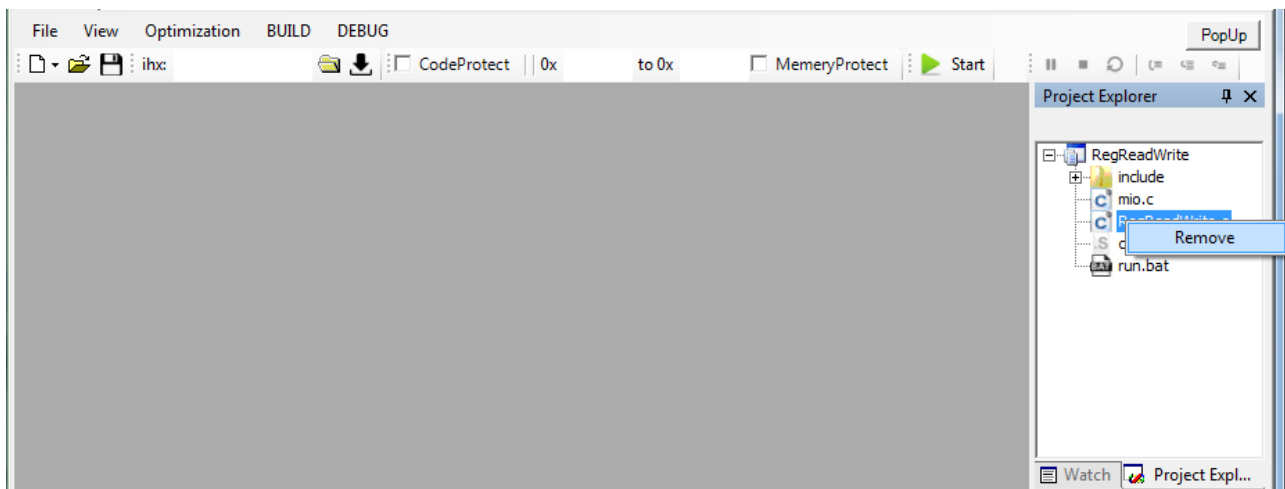 File View Optimization BUILD DEBUG
PopUp
ihx: CodeProtect 0x to 0x MemeryProtect Start
Project Explorer
RegReadWrite
include
mio.c
Remove
run.bat
Watch Project Expl...